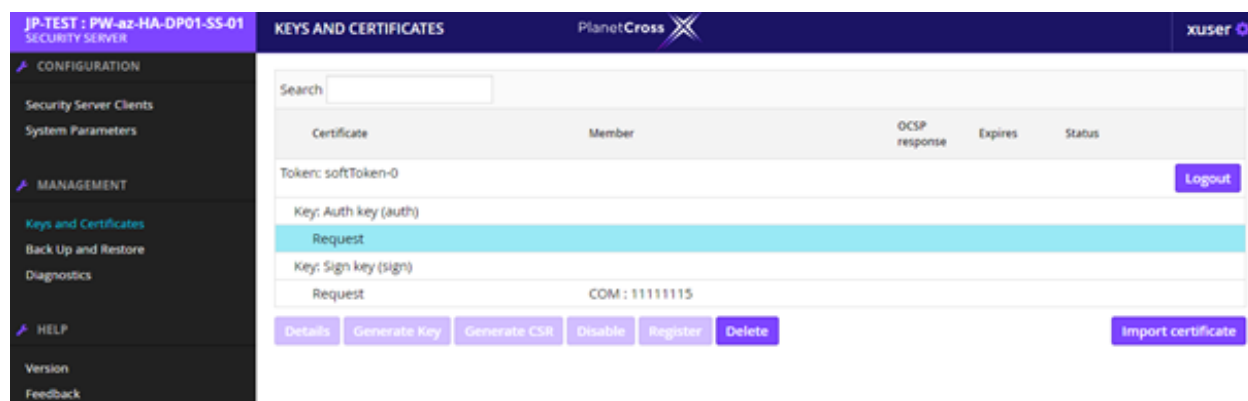 JP-TEST : PW-az-HA-DP01-SS-01
SECURITY SERVER
KEYS AND CERTIFICATES
PlanetCross
xuser
CONFIGURATION
Security Server Clients
System Parameters
MANAGEMENT
Keys and Certificates
Back Up and Restore
Diagnostics
HELP
Version
Feedback
Search
Certificate Member OCSP response Expires Status
Token: softToken-0 Logout
Key: Auth key (auth)
Request
Key: Sign key (sign)
Request COM : 11111115
Details Generate Key Generate CSR Disable Register Delete Import certificate